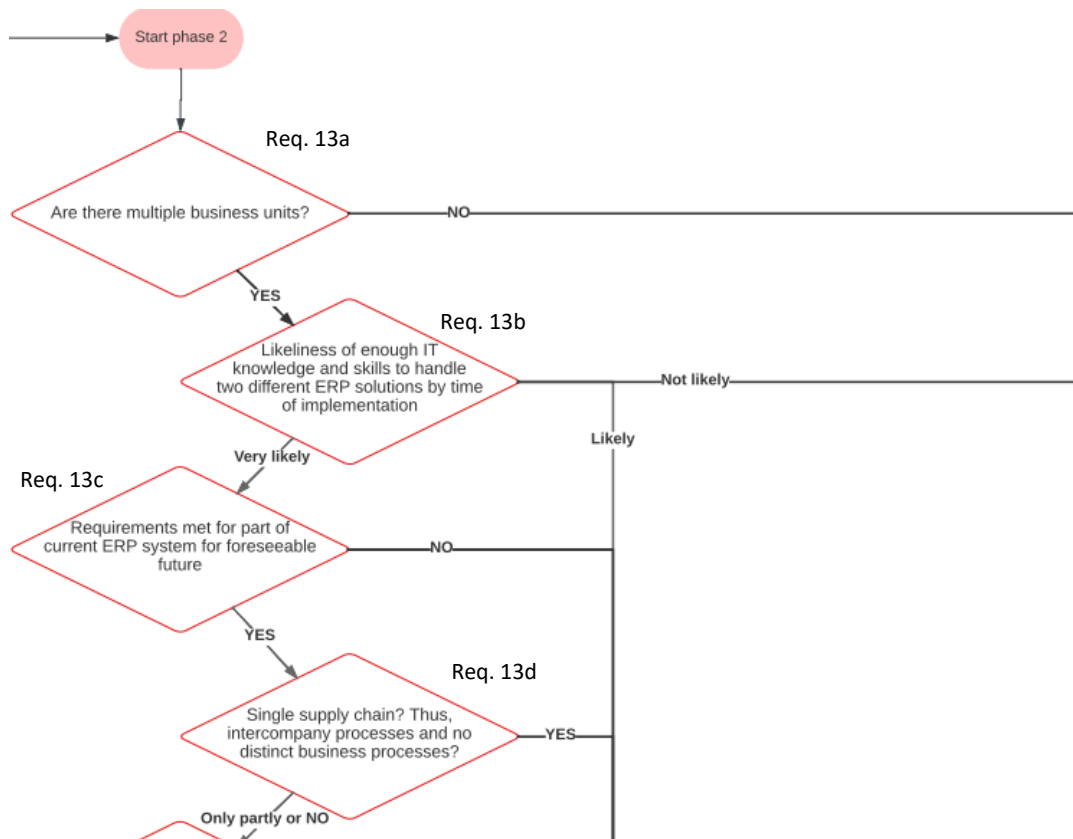 Start phase 2
Req. 13a
Are there multiple business units?
NO
YES
Req. 13b
Likeliness of enough IT
knowledge and skills to handle
two different ERP solutions by time
of implementation
Not likely
Likely
Very likely
Req. 13c
Requirements met for part of
current ERP system for foreseeable
future
NO
YES
Req. 13d
Single supply chain? Thus,
intercompany processes and no
distinct business processes?
YES
Only partly or NO